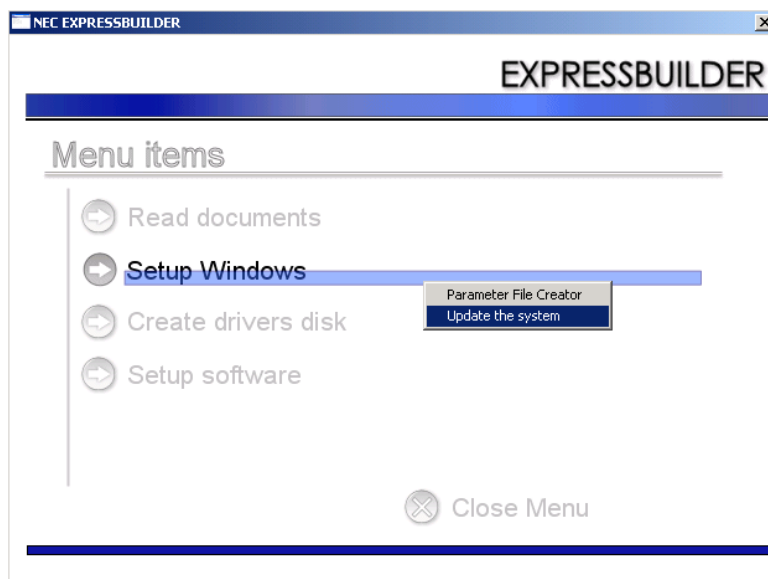 NEC EXPRESSBUILDER
EXPRESSBUILDER
Menu items
Read documents
Setup Windows
Parameter File Creator
Update the system
Create drivers disk
Setup software
Close Menu